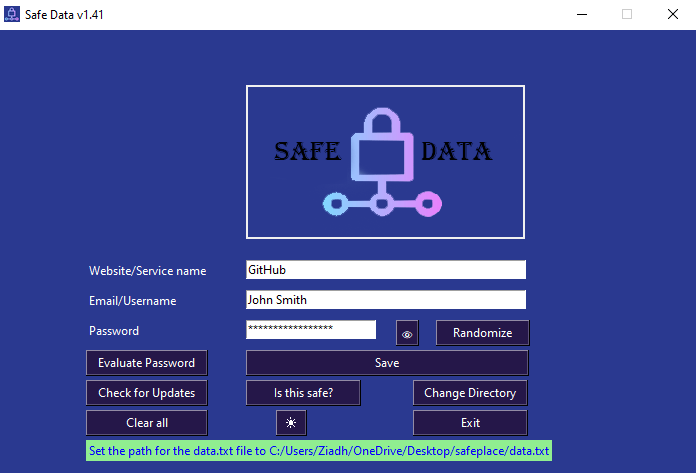 Safe Data v1.41
SAFE DATA
Website/Service name GitHub
Email/Username John Smith
Password ***************** Randomize
Evaluate Password Save
Check for Updates Is this safe? Change Directory
Clear all Exit
Set the path for the data.txt file to C:/Users/Ziadh/OneDrive/Desktop/safeplace/data.txt